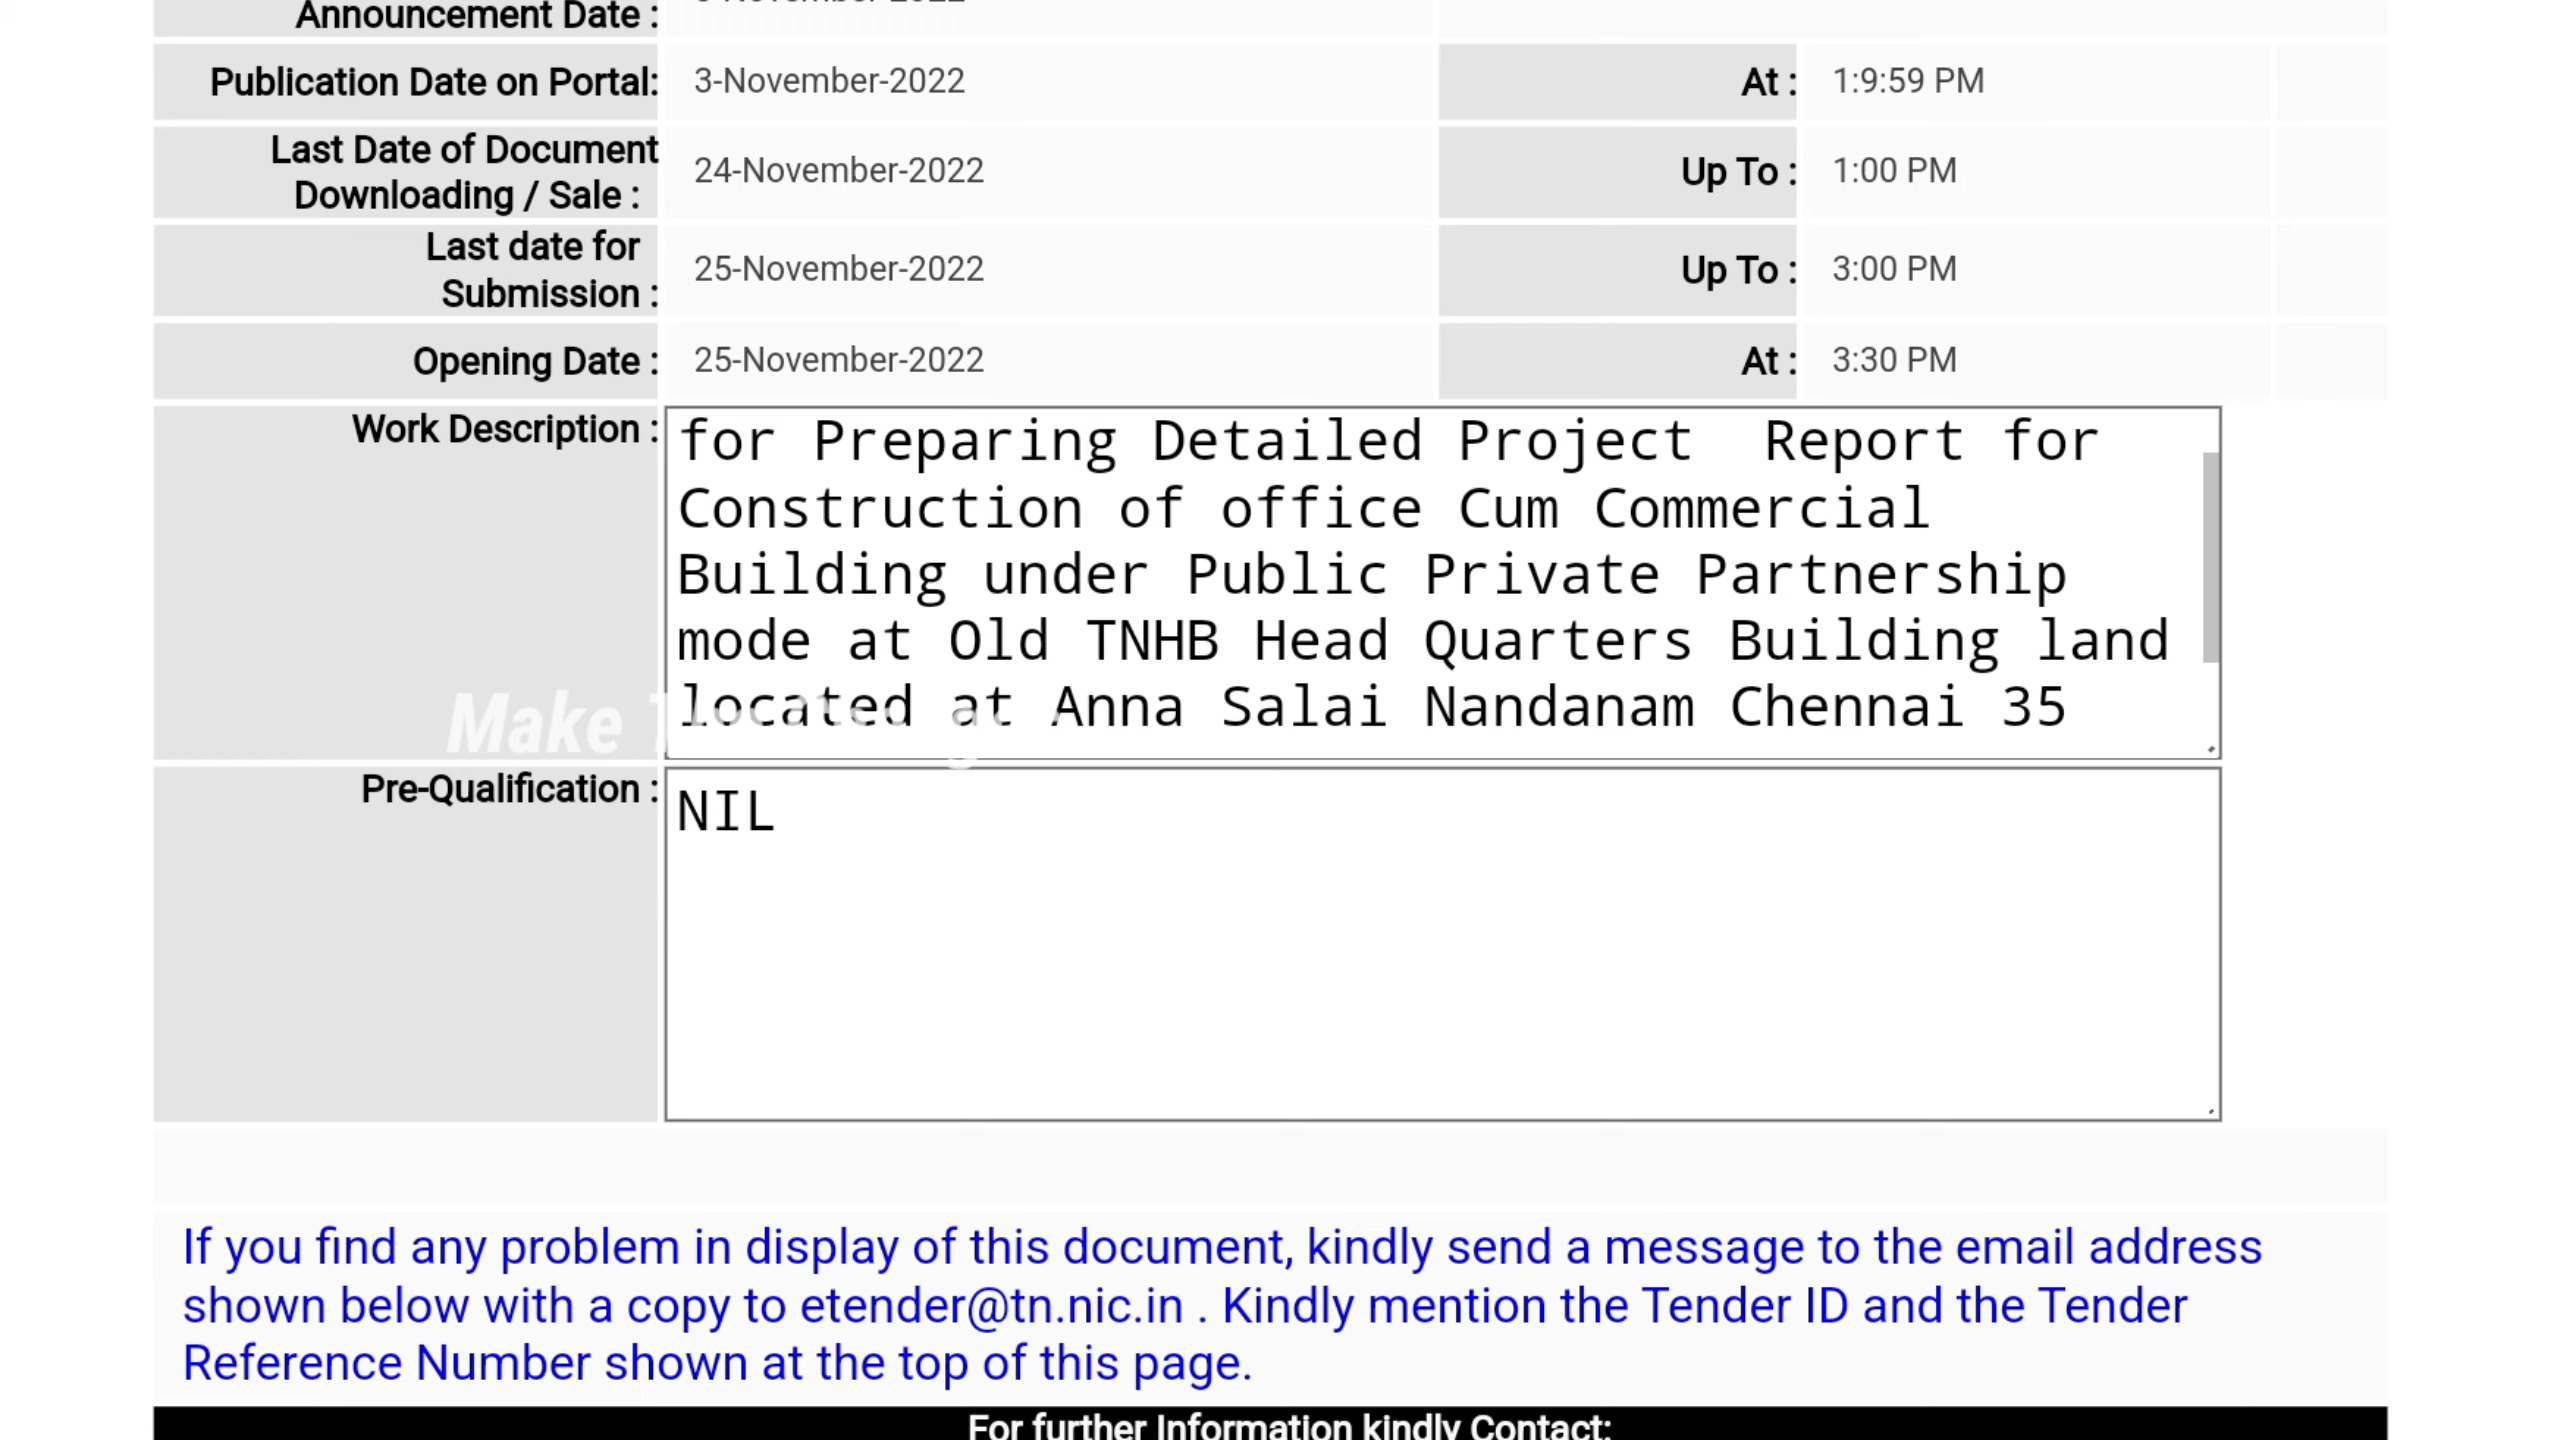 Announcement Date :
Publication Date on Portal: 3-November-2022 At : 1:9:59 PM
Last Date of Document
Downloading / Sale : 24-November-2022 Up To : 1:00 PM
Last date for
Submission : 25-November-2022 Up To : 3:00 PM
Opening Date : 25-November-2022 At : 3:30 PM
Work Description : for Preparing Detailed Project  Report for
Construction of office Cum Commercial
Building under Public Private Partnership
mode at Old TNHB Head Quarters Building land
located at Anna Salai Nandanam Chennai 35
Make
Pre-Qualification : NIL
If you find any problem in display of this document, kindly send a message to the email address
shown below with a copy to etender@tn.nic.in . Kindly mention the Tender ID and the Tender
Reference Number shown at the top of this page.
For further Information kindly Contact: